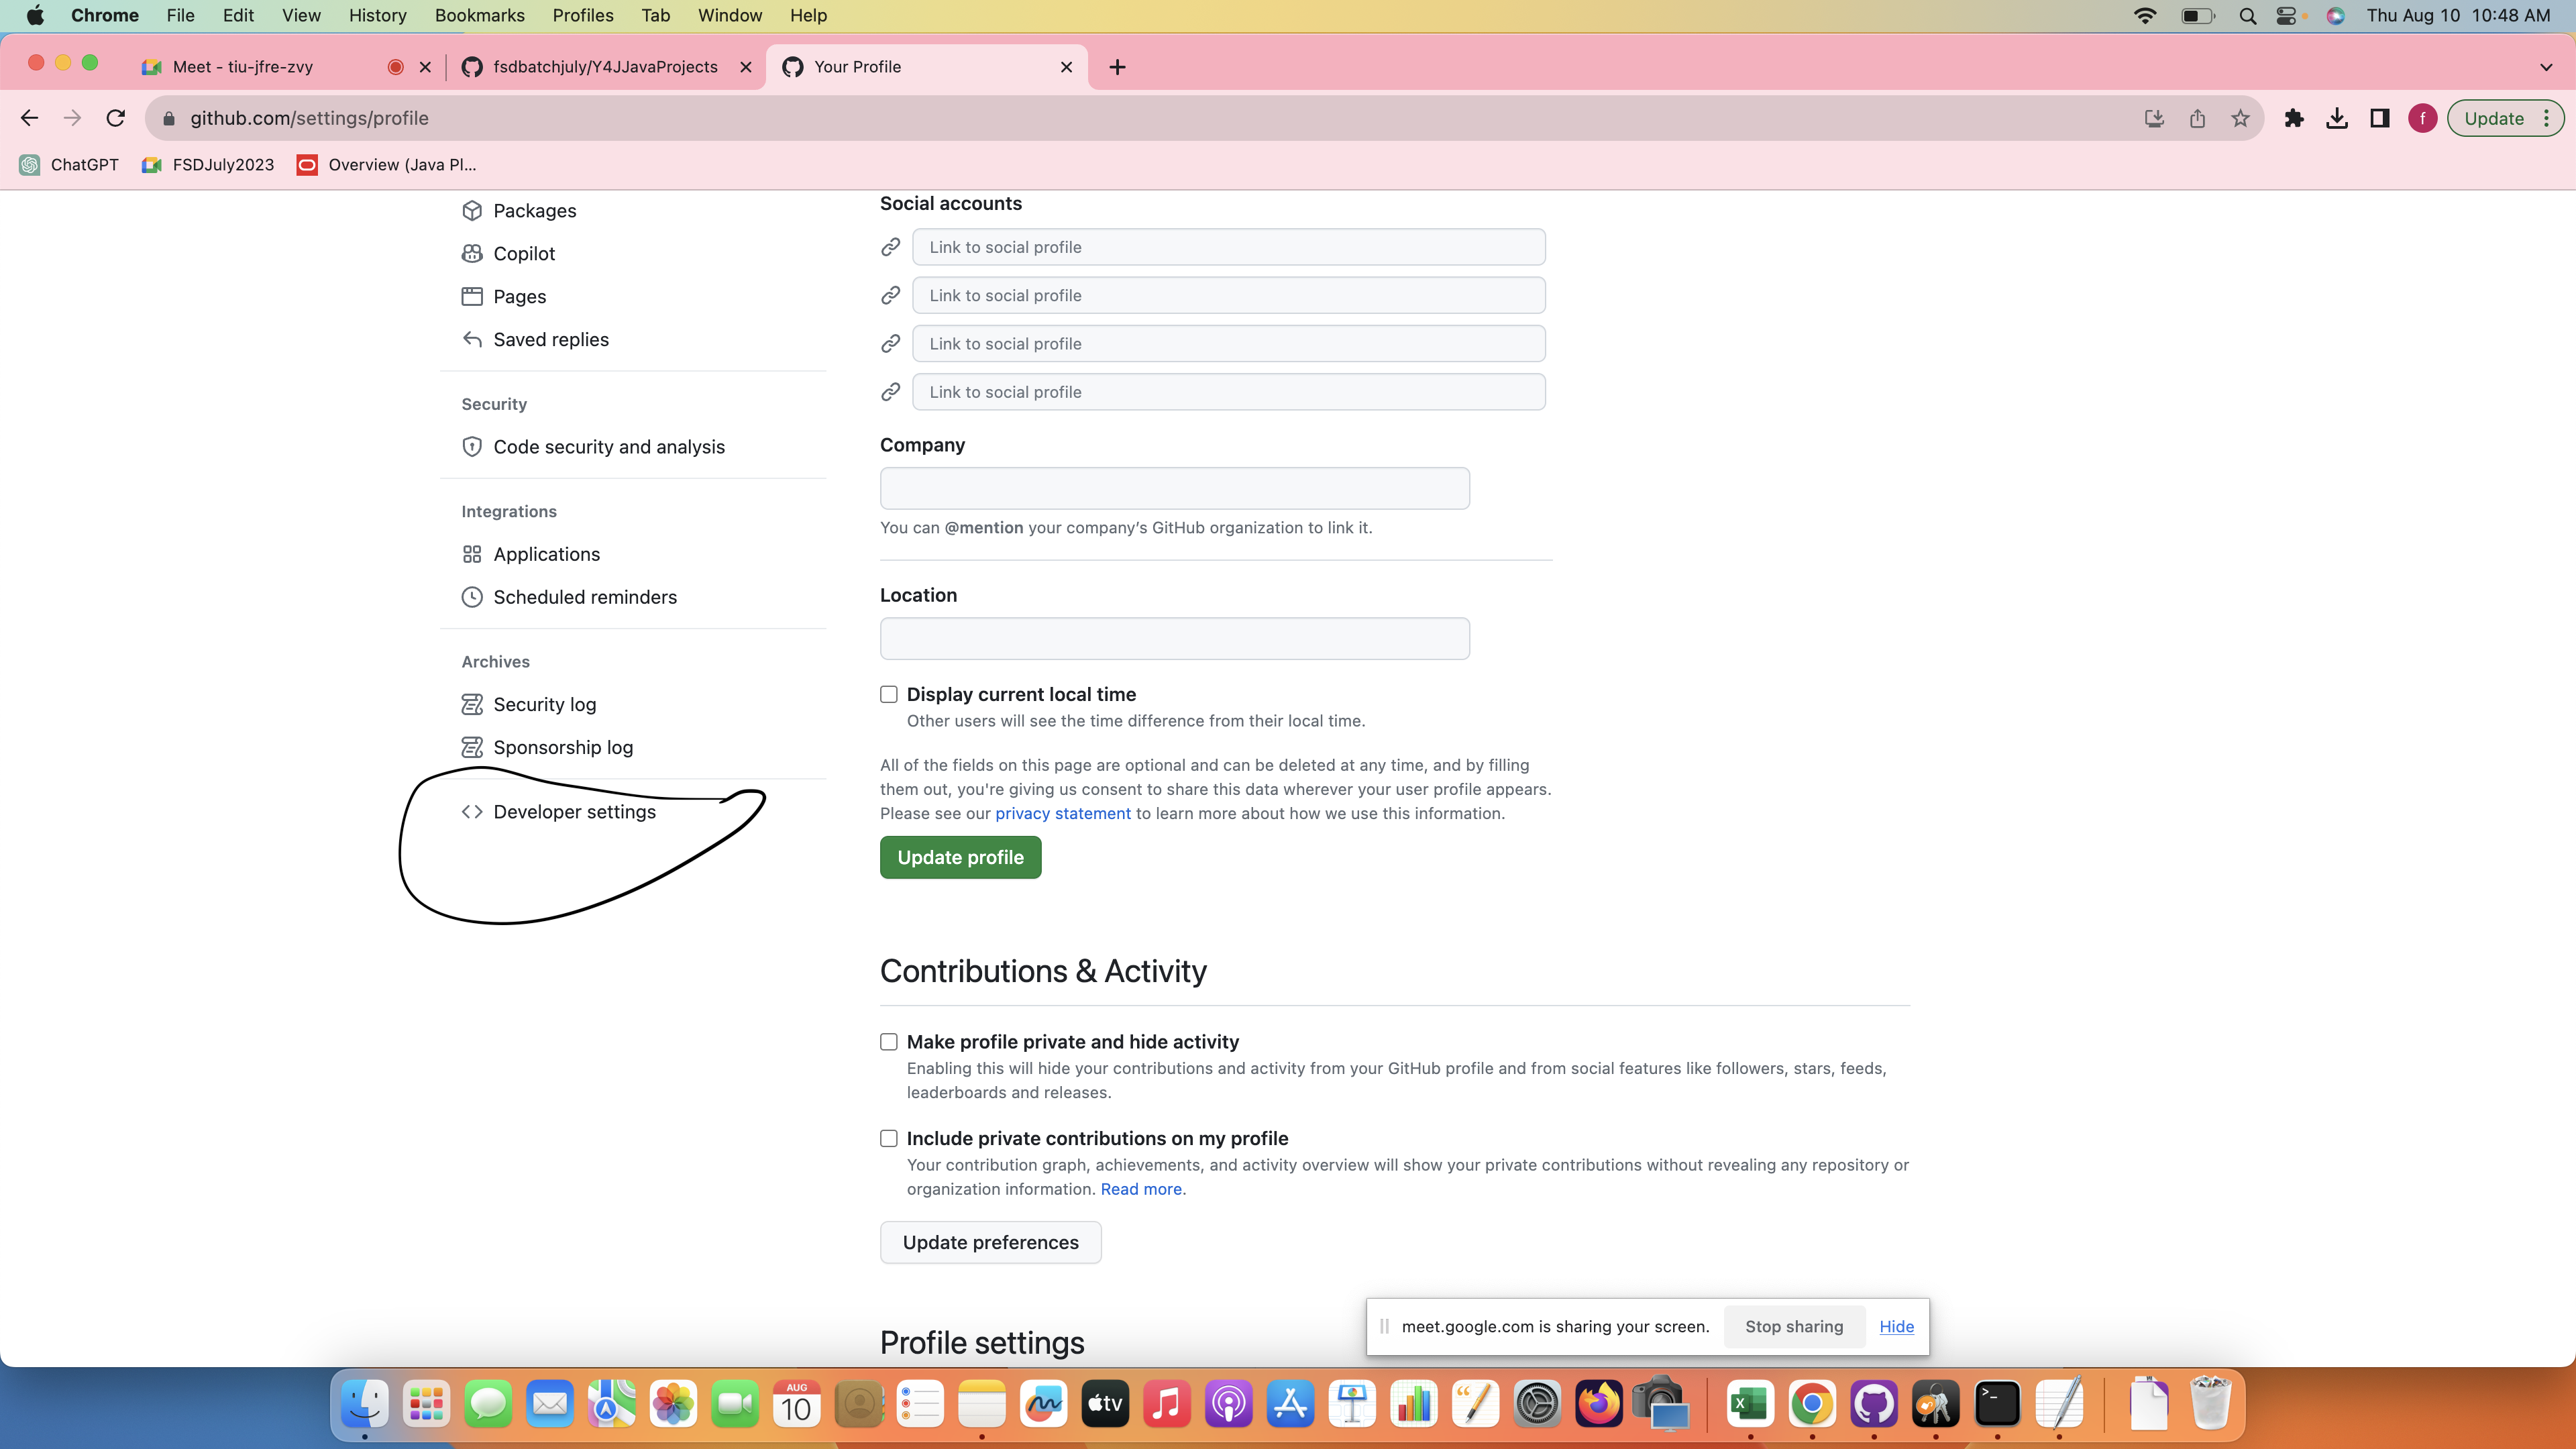 Chrome File Edit View History Bookmarks Profiles Tab Window Help Thu Aug 10 10:48 AM
Meet - tiu-jfre-zvy fsdbatchjuly/Y4JJavaProjects Your Profile
github.com/settings/profile f Update
ChatGPT FSDJuly2023 Overview (Java Pl...
Packages
Copilot
Pages
Saved replies
Security
Code security and analysis
Integrations
Applications
Scheduled reminders
Archives
Security log
Sponsorship log
Developer settings
Social accounts
Link to social profile
Link to social profile
Link to social profile
Link to social profile
Company
You can @mention your company’s GitHub organization to link it.
Location
Display current local time
Other users will see the time difference from their local time.
All of the fields on this page are optional and can be deleted at any time, and by filling
them out, you're giving us consent to share this data wherever your user profile appears.
Please see our privacy statement to learn more about how we use this information.
Update profile
Contributions & Activity
Make profile private and hide activity
Enabling this will hide your contributions and activity from your GitHub profile and from social features like followers, stars, feeds,
leaderboards and releases.
Include private contributions on my profile
Your contribution graph, achievements, and activity overview will show your private contributions without revealing any repository or
organization information. Read more.
Update preferences
Profile settings
meet.google.com is sharing your screen. Stop sharing Hide
AUG
10
tv
X